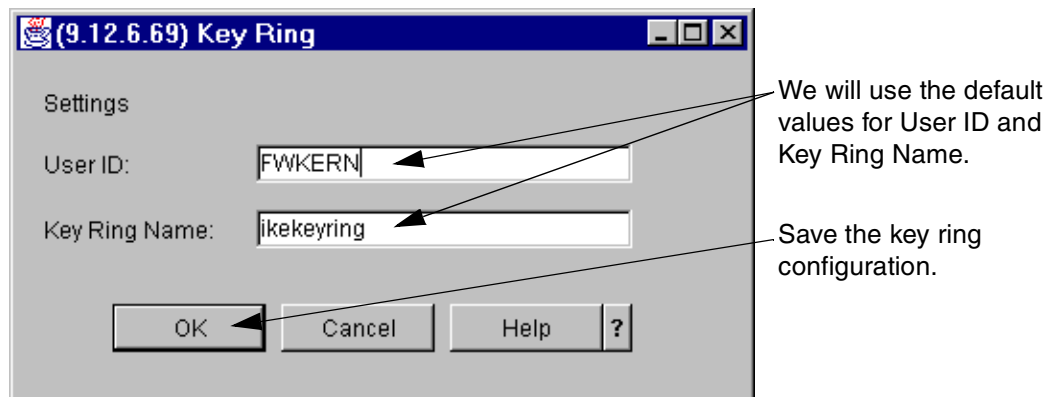 (9.12.6.69) Key Ring
Settings
User ID:
FWKERN
Key Ring Name:
ikekeyring
OK
Cancel
Help
?
We will use the default
values for User ID and
Key Ring Name.
Save the key ring
configuration.